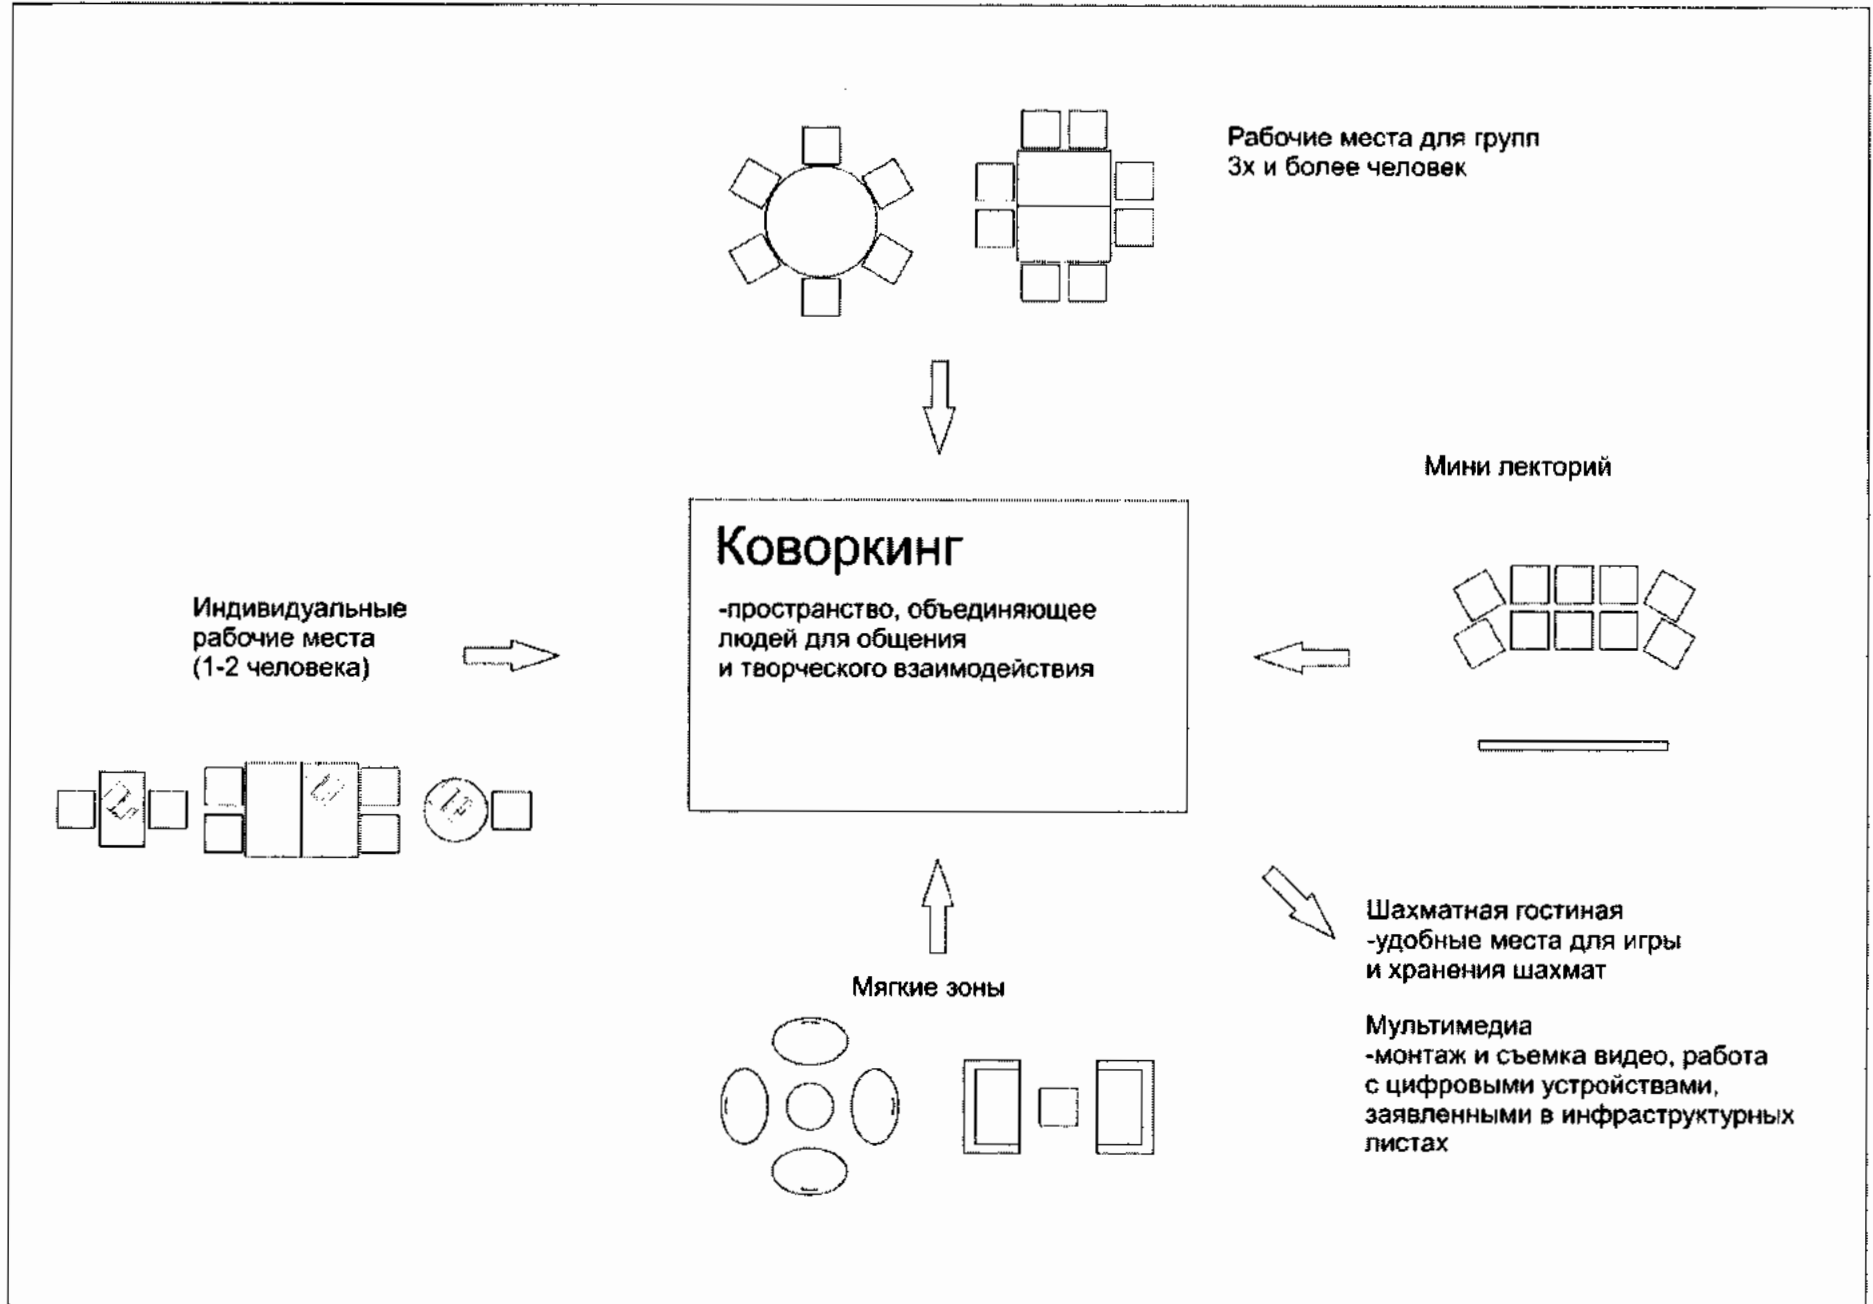 Рабочие места для групп
3х и более человек
Мини лекторий
Коворкинг
-пространство, объединяющее
людей для общения
и творческого взаимодействия
Индивидуальные
рабочие места
(1-2 человека)
Мягкие зоны
Шахматная гостиная
-удобные места для игры
и хранения шахмат
Мультимедиа
-монтаж и съемка видео, работа
с цифровыми устройствами,
заявленными в инфраструктурных
листах